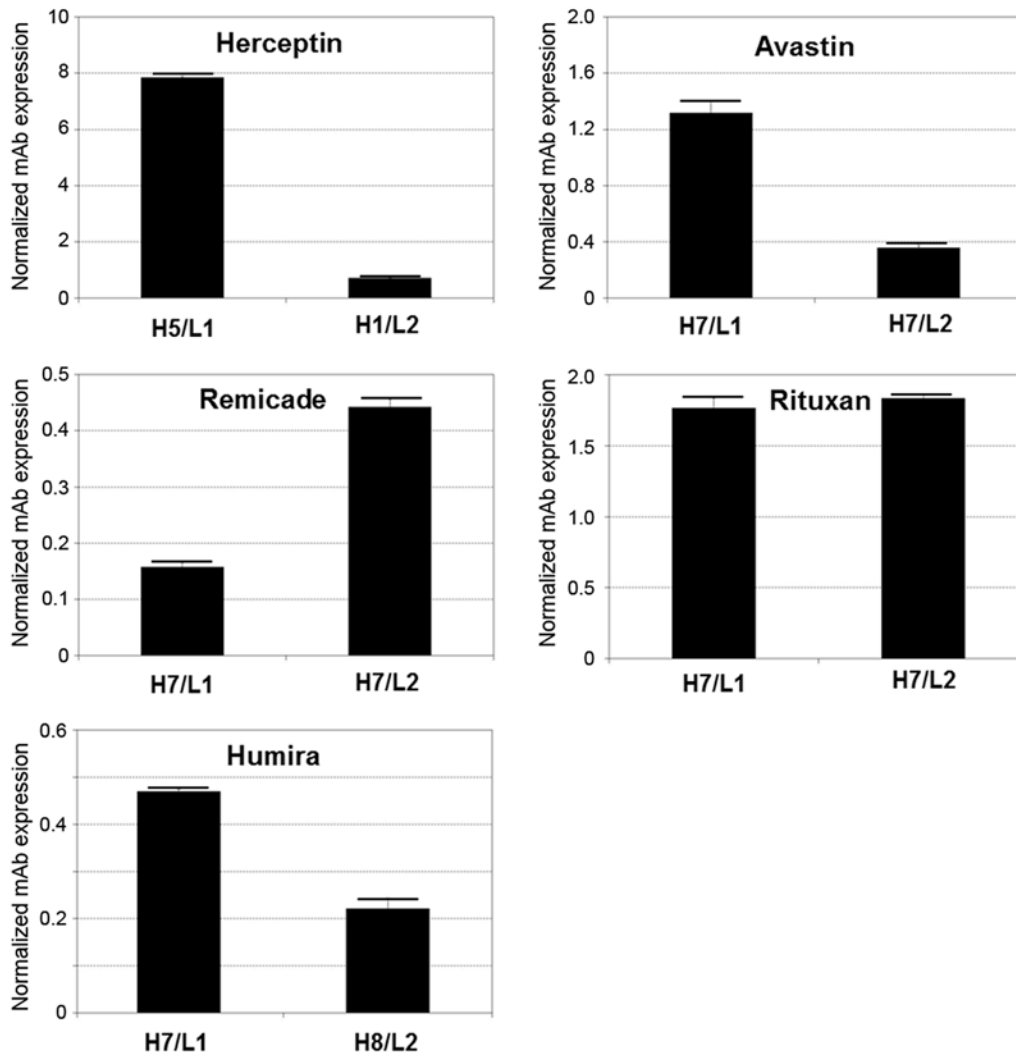 Herceptin
Normalized mAb expression
10
8
6
4
2
0
H5/L1 H1/L2
Avastin
Normalized mAb expression
2.0
1.6
1.2
0.8
0.4
0
H7/L1 H7/L2
Remicade
Normalized mAb expression
0.5
0.4
0.3
0.2
0.1
0
H7/L1 H7/L2
Rituxan
Normalized mAb expression
2.0
1.5
1.0
0.5
0
H7/L1 H7/L2
Humira
Normalized mAb expression
0.6
0.4
0.2
0
H7/L1 H8/L2